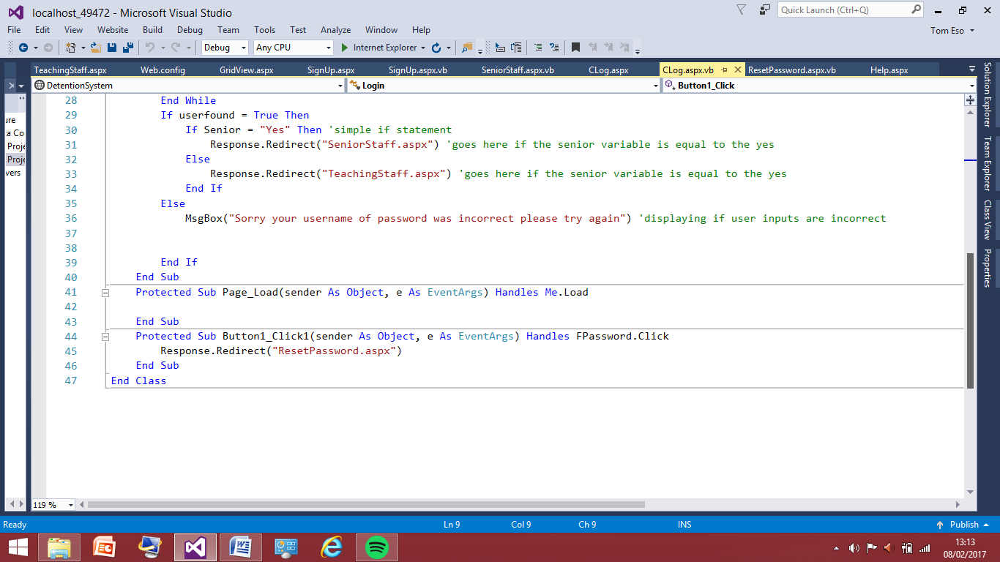 localhost_49472 - Microsoft Visual Studio
Quick Launch (Ctrl+Q)
File Edit View Website Build Debug Team Tools Test Analyze Window Help
Tom Eso
Debug Any CPU Internet Explorer
TeachingStaff.aspx Web.config GridView.aspx SignUp.aspx SignUp.aspx.vb SeniorStaff.aspx.vb CLog.aspx CLog.aspx.vb ResetPassword.aspx.vb Help.aspx
DetentionSystem Login Button1_Click
ure
ta Co
Proje
Proje
vers
28 End While
29 If userfound = True Then
30 If Senior = "Yes" Then 'simple if statement
31 Response.Redirect("SeniorStaff.aspx") 'goes here if the senior variable is equal to the yes
32 Else
33 Response.Redirect("TeachingStaff.aspx") 'goes here if the senior variable is equal to the yes
34 End If
35 Else
36 MsgBox("Sorry your username of password was incorrect please try again") 'displaying if user inputs are incorrect
37
38
39 End If
40 End Sub
41 Protected Sub Page_Load(sender As Object, e As EventArgs) Handles Me.Load
42
43 End Sub
44 Protected Sub Button1_Click1(sender As Object, e As EventArgs) Handles FPassword.Click
45 Response.Redirect("ResetPassword.aspx")
46 End Sub
47 End Class
Solution Explorer
Team Explorer
Class View
Properties
119 %
Ready Ln 9 Col 9 Ch 9 INS Publish
13:13
08/02/2017